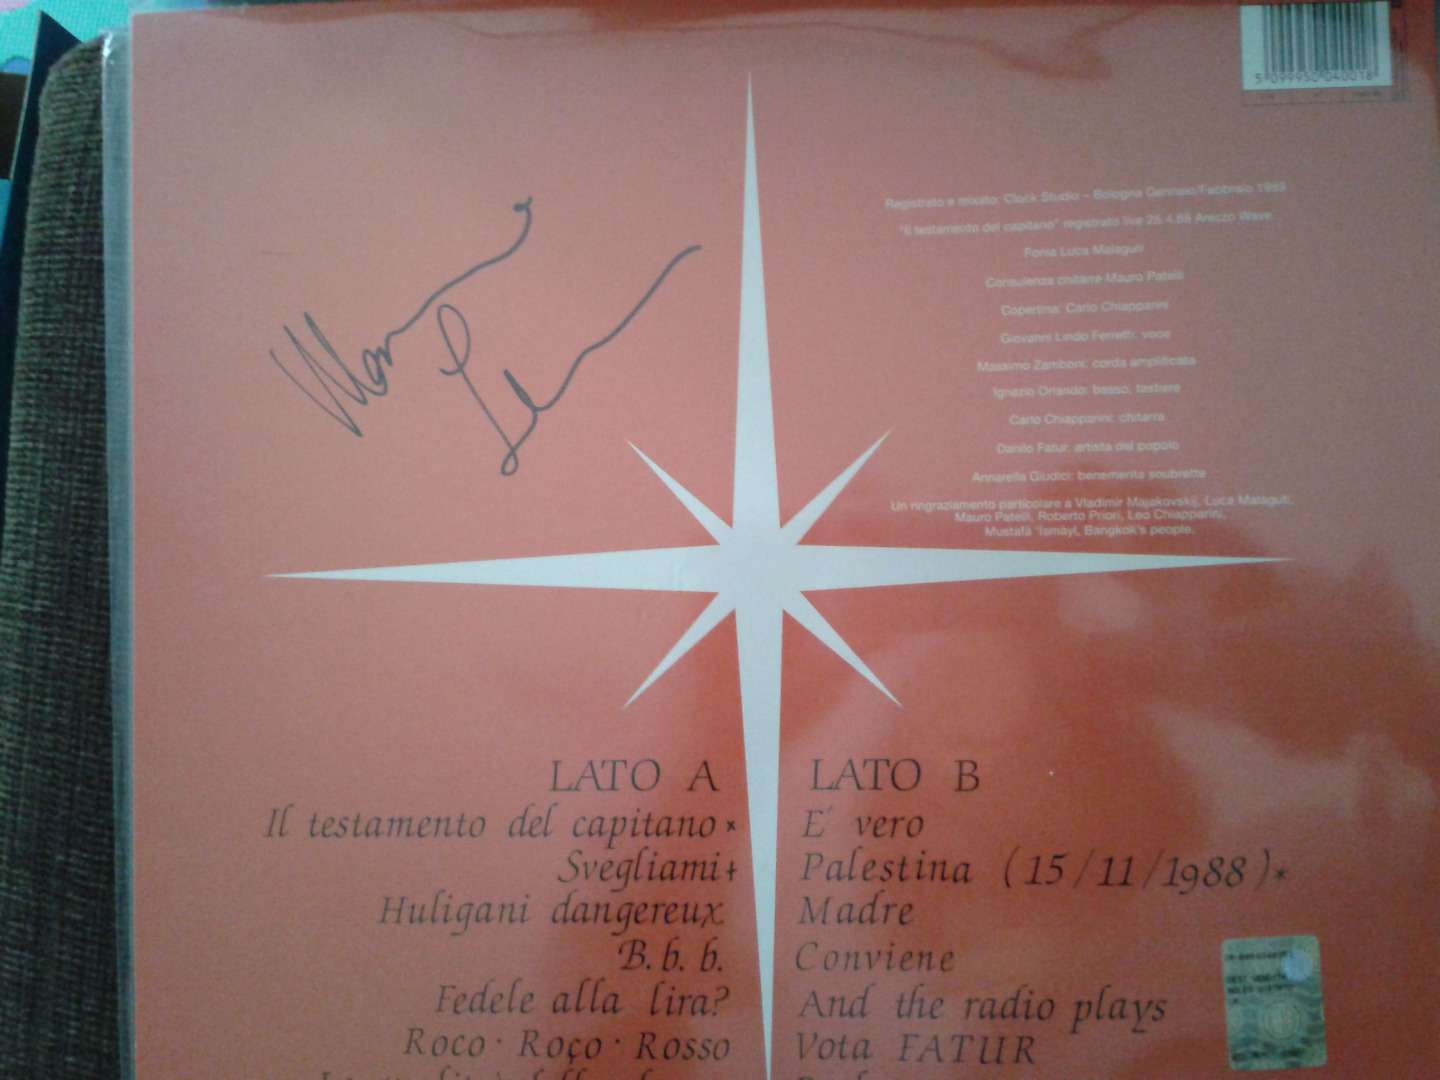 5 099950 040018
Registrato e mixato: Clock Studio – Bologna Gennaio/Febbraio 1989
"Il testamento del capitano" registrato live 25.4.88 Arezzo Wave
Fonia Luca Malaguti
Consulenza chitarre Mauro Patelli
Copertina: Carlo Chiapparini
Giovanni Lindo Ferretti: voce
Massimo Zamboni: corda amplificata
Ignazio Orlando: basso, tastiere
Carlo Chiapparini: chitarra
Danilo Fatur: artista del popolo
Annarella Giudici: benemerita soubrette
Un ringraziamento particolare a Vladimir Majakovskij, Luca Malaguti,
Mauro Patelli, Roberto Priori, Leo Chiapparini,
Mustafà 'Ismàyl, Bangkok's people.
LATO A
Il testamento del capitano *
Svegliami +
Huligani dangereux
B. b. b.
Fedele alla lira?
Roco · Roço · Rosso
LATO B
E' vero
Palestina (15/11/1988)*
Madre
Conviene
And the radio plays
Vota FATUR